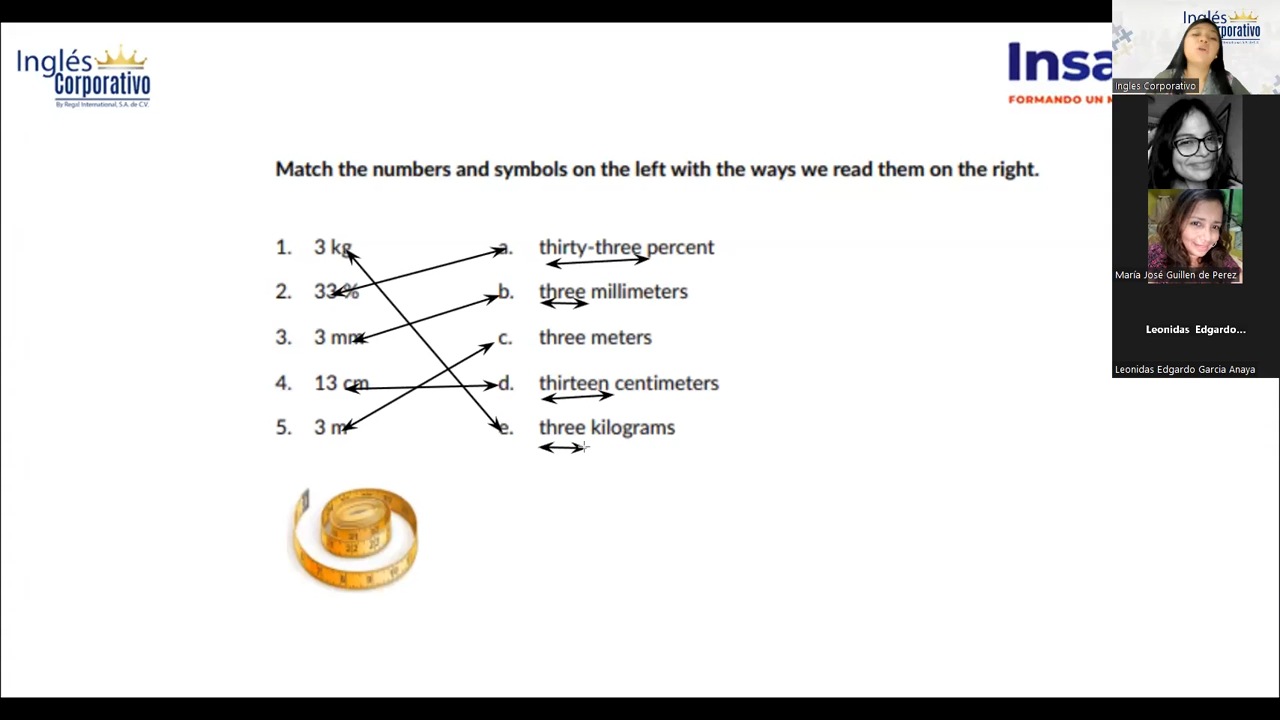 Inglés
Corporativo
By Regal International, S.A. de C.V.
Insa
FORMANDO UN M
Match the numbers and symbols on the left with the ways we read them on the right.
1. 3 kg
2. 33 %
3. 3 mm
4. 13 cm
5. 3 m
a. thirty-three percent
b. three millimeters
c. three meters
d. thirteen centimeters
e. three kilograms
Inglés
Corporativo
Ingles Corporativo
María José Guillen de Perez
Leonidas Edgardo...
Leonidas Edgardo Garcia Anaya